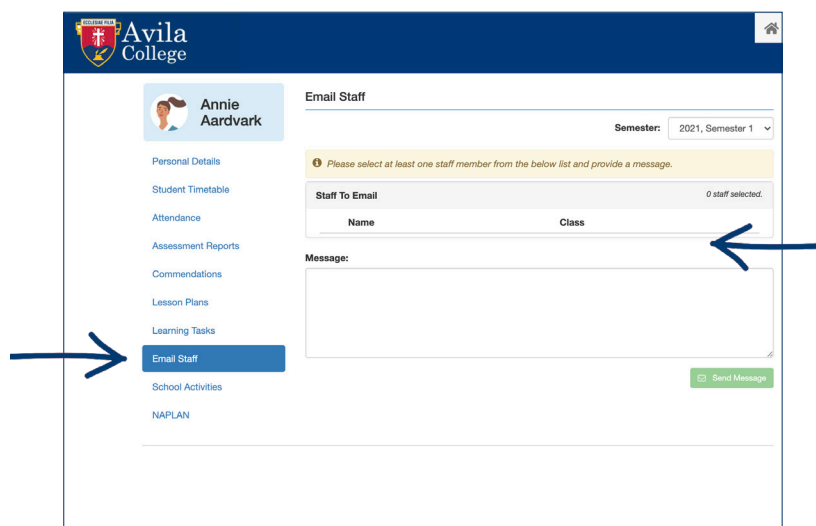 ECCLESIAE FILIA
Avila
College
Annie
Aardvark
Personal Details
Student Timetable
Attendance
Assessment Reports
Commendations
Lesson Plans
Learning Tasks
Email Staff
School Activities
NAPLAN
Email Staff
Semester: 2021, Semester 1
Please select at least one staff member from the below list and provide a message.
Staff To Email 0 staff selected.
Name Class
Message:
Send Message